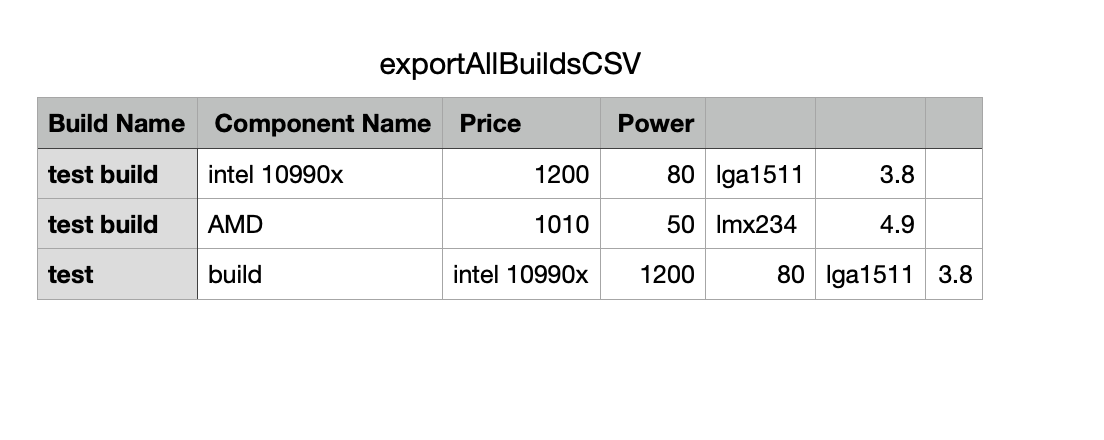 exportAllBuildsCSV
Build Name Component Name Price Power
test build intel 10990x 1200 80 lga1511 3.8
test build AMD 1010 50 lmx234 4.9
test build intel 10990x 1200 80 lga1511 3.8